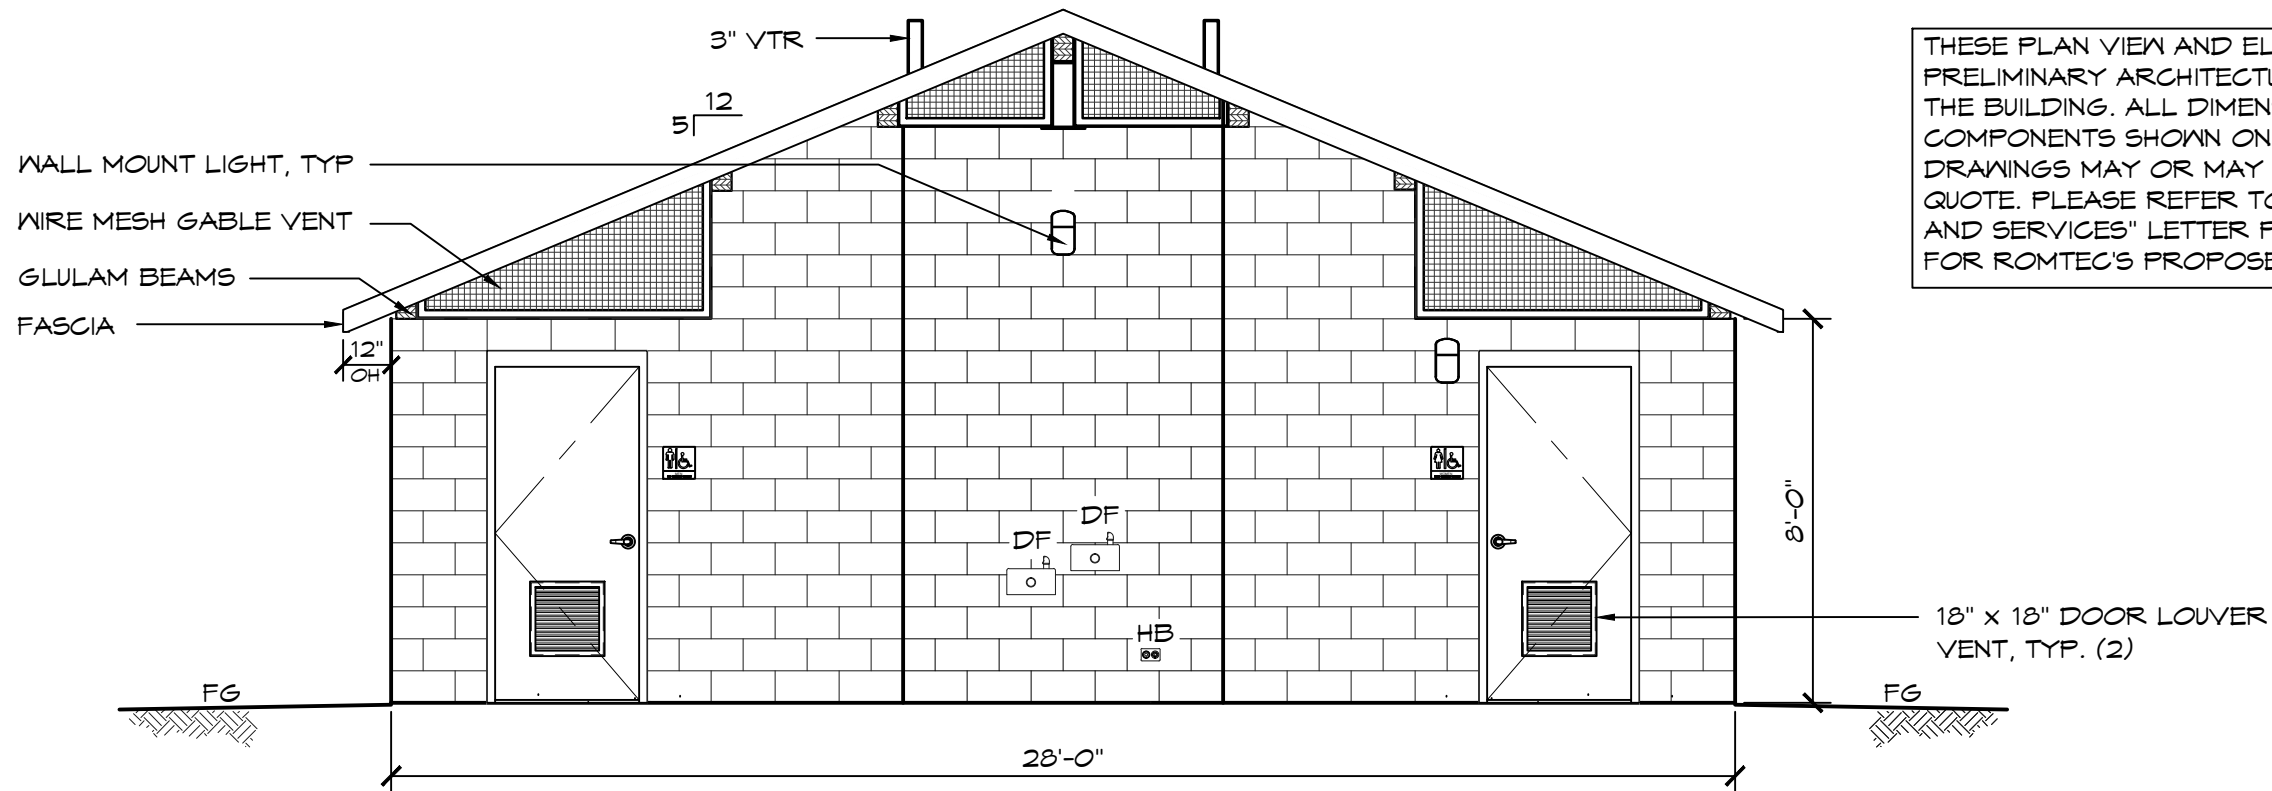 3" VTR
12
5
WALL MOUNT LIGHT, TYP
WIRE MESH GABLE VENT
GLULAM BEAMS
FASCIA
12"
OH
THESE PLAN VIEW AND EL
PRELIMINARY ARCHITECTU
THE BUILDING. ALL DIMEN
COMPONENTS SHOWN ON
DRAWINGS MAY OR MAY
QUOTE. PLEASE REFER TO
AND SERVICES" LETTER P
FOR ROMTEC'S PROPOSE
DF
DF
HB
8'-0"
18" x 18" DOOR LOUVER
VENT, TYP. (2)
FG
FG
28'-0"